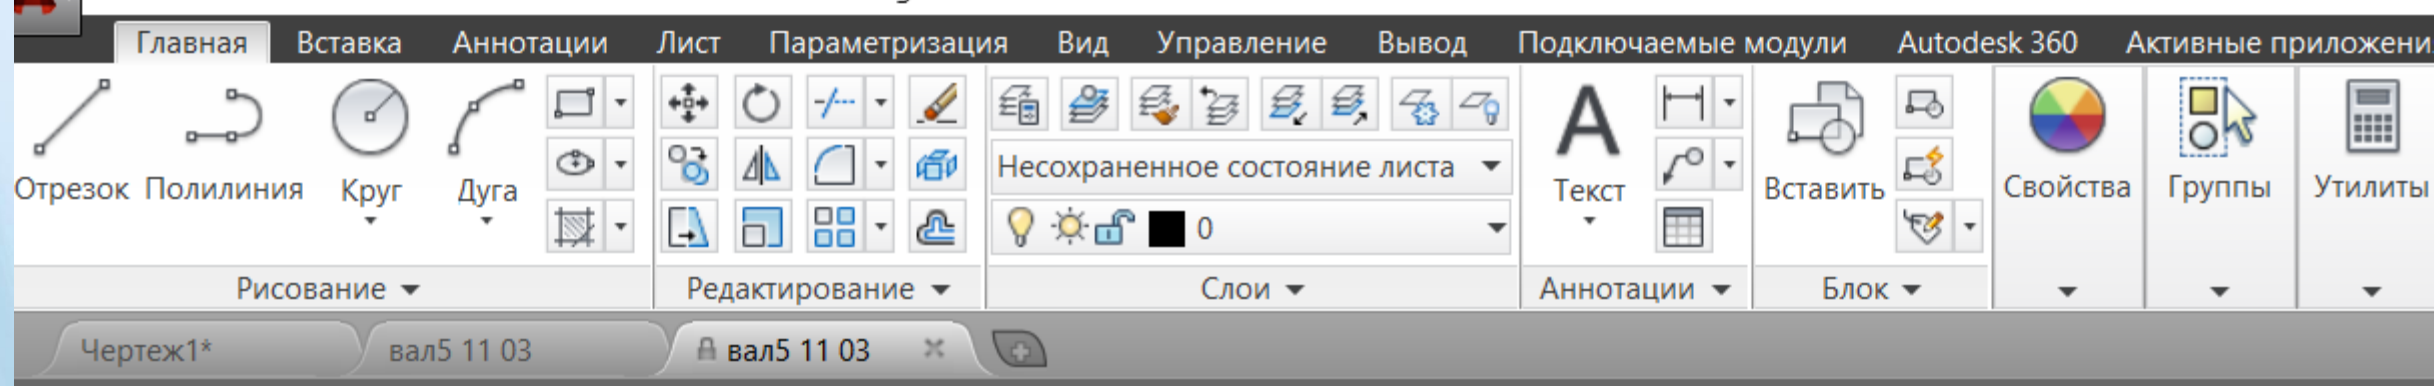 Главная Вставка Аннотации Лист Параметризация Вид Управление Вывод Подключаемые модули Autodesk 360 Активные приложени
Отрезок Полилиния Круг Дуга
Несохраненное состояние листа
0
Текст
Вставить
Свойства Группы Утилиты
Рисование Редактирование Слои Аннотации Блок
Чертеж1* вал5 11 03 вал5 11 03